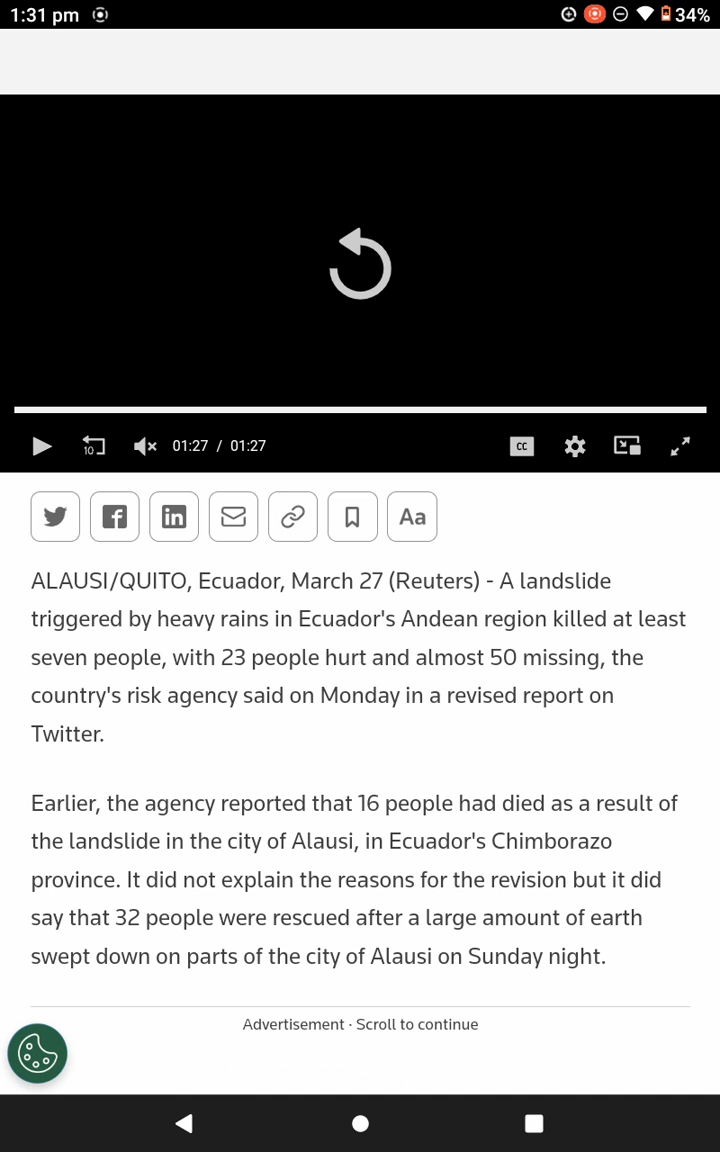 1:31 pm
34%
10
01:27 / 01:27
CC
Aa
ALAUSI/QUITO, Ecuador, March 27 (Reuters) - A landslide
triggered by heavy rains in Ecuador's Andean region killed at least
seven people, with 23 people hurt and almost 50 missing, the
country's risk agency said on Monday in a revised report on
Twitter.
Earlier, the agency reported that 16 people had died as a result of
the landslide in the city of Alausi, in Ecuador's Chimborazo
province. It did not explain the reasons for the revision but it did
say that 32 people were rescued after a large amount of earth
swept down on parts of the city of Alausi on Sunday night.
Advertisement · Scroll to continue